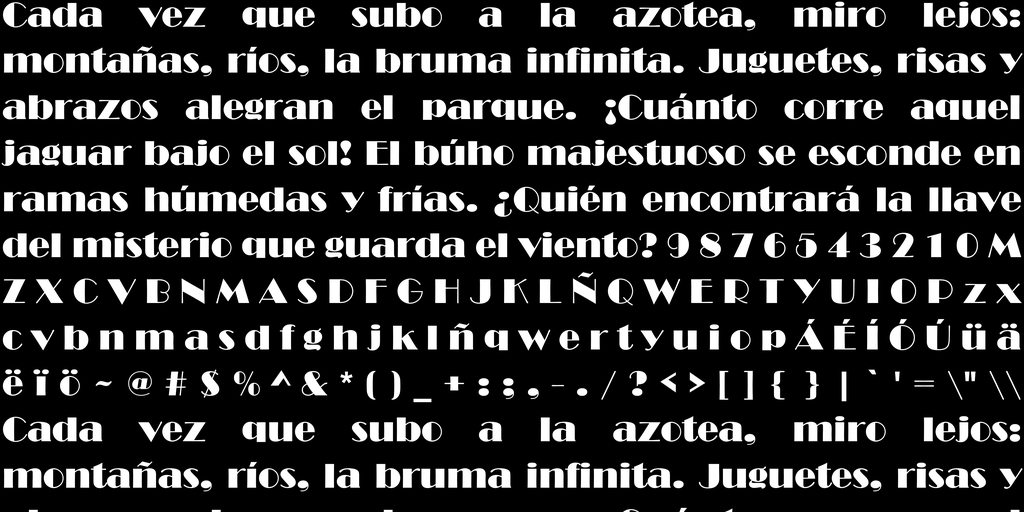 Cada vez que subo a la azotea, miro lejos:
montañas, ríos, la bruma infinita. Juguetes, risas y
abrazos alegran el parque. ¡Cuánto corre aquel
jaguar bajo el sol! El búho majestuoso se esconde en
ramas húmedas y frías. ¿Quién encontrará la llave
del misterio que guarda el viento? 9 8 7 6 5 4 3 2 1 0 M
Z X C V B N M A S D F G H J K L Ñ Q W E R T Y U I O P z x
c v b n m a s d f g h j k l ñ q w e r t y u i o p Á É Í Ó Ú ü ä
ë ï ö ~ @ # $ % ^ & * ( ) _ + : ; , - . / ? < > [ ] { } | ` ' = \" \\
Cada vez que subo a la azotea, miro lejos:
montañas, ríos, la bruma infinita. Juguetes, risas y